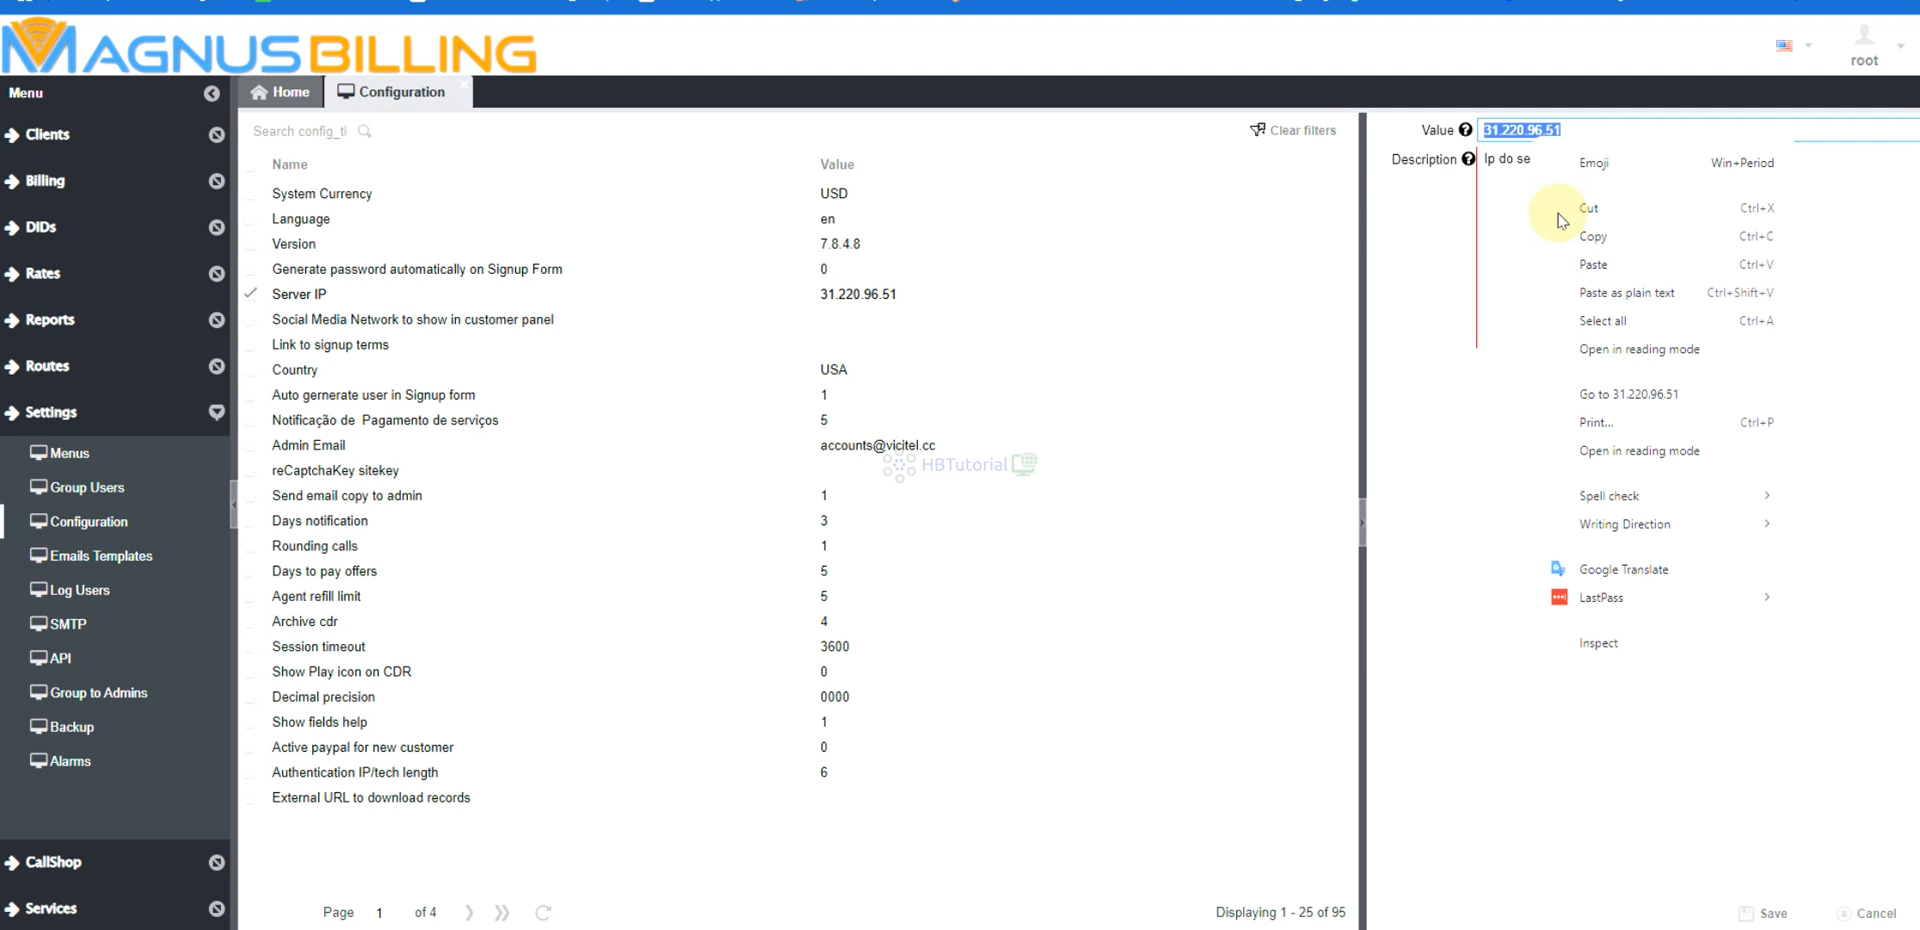 MAGNUSBILLING
root
Menu
Home
Configuration
Clients
Billing
DIDs
Rates
Reports
Routes
Settings
Menus
Group Users
Configuration
Emails Templates
Log Users
SMTP
API
Group to Admins
Backup
Alarms
CallShop
Services
Search config_ti
Clear filters
Name Value
System Currency USD
Language en
Version 7.8.4.8
Generate password automatically on Signup Form 0
Server IP 31.220.96.51
Social Media Network to show in customer panel
Link to signup terms
Country USA
Auto gernerate user in Signup form 1
Notificação de Pagamento de serviços 5
Admin Email accounts@vicitel.cc
HBTutorial
reCaptchaKey sitekey
Send email copy to admin 1
Days notification 3
Rounding calls 1
Days to pay offers 5
Agent refill limit 5
Archive cdr 4
Session timeout 3600
Show Play icon on CDR 0
Decimal precision 0000
Show fields help 1
Active paypal for new customer 0
Authentication IP/tech length 6
External URL to download records
Page 1 of 4
Displaying 1 - 25 of 95
Value 31.220.96.51
Description Ip do se
Emoji Win+Period
Cut Ctrl+X
Copy Ctrl+C
Paste Ctrl+V
Paste as plain text Ctrl+Shift+V
Select all Ctrl+A
Open in reading mode
Go to 31.220.96.51
Print... Ctrl+P
Open in reading mode
Spell check
Writing Direction
Google Translate
LastPass
Inspect
Save Cancel